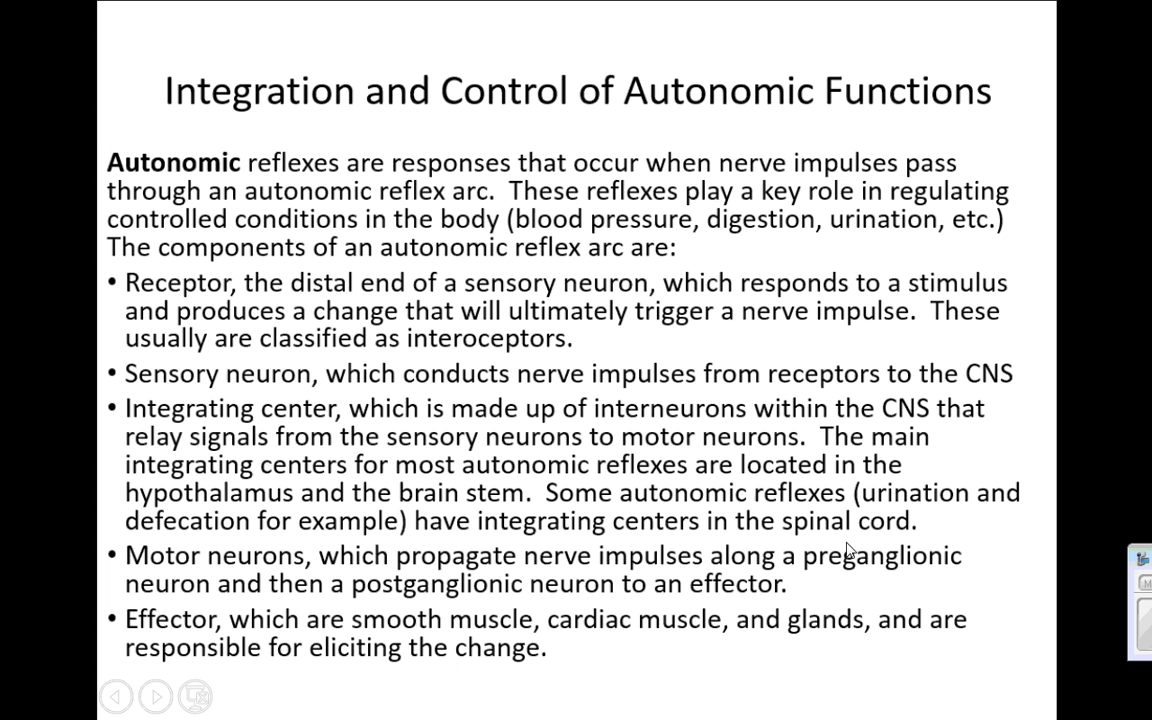 Integration and Control of Autonomic Functions
Autonomic reflexes are responses that occur when nerve impulses pass
through an autonomic reflex arc.  These reflexes play a key role in regulating
controlled conditions in the body (blood pressure, digestion, urination, etc.)
The components of an autonomic reflex arc are:
• Receptor, the distal end of a sensory neuron, which responds to a stimulus
and produces a change that will ultimately trigger a nerve impulse.  These
usually are classified as interoceptors.
• Sensory neuron, which conducts nerve impulses from receptors to the CNS
• Integrating center, which is made up of interneurons within the CNS that
relay signals from the sensory neurons to motor neurons.  The main
integrating centers for most autonomic reflexes are located in the
hypothalamus and the brain stem.  Some autonomic reflexes (urination and
defecation for example) have integrating centers in the spinal cord.
• Motor neurons, which propagate nerve impulses along a preganglionic
neuron and then a postganglionic neuron to an effector.
• Effector, which are smooth muscle, cardiac muscle, and glands, and are
responsible for eliciting the change.